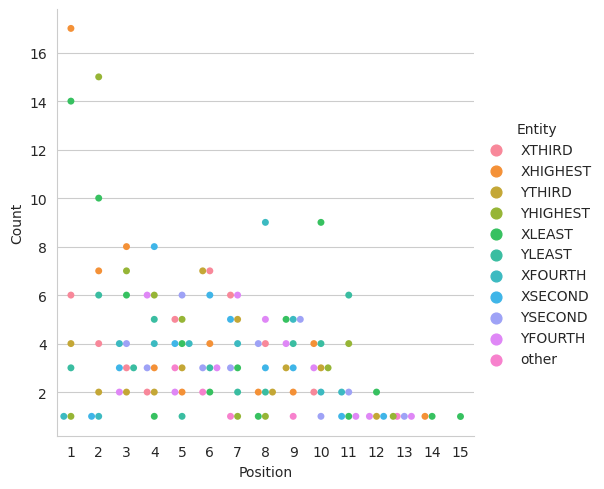 16
14
12
10
8
6
4
2
Count
1 2 3 4 5 6 7 8 9 10 11 12 13 14 15
Position
Entity
XTHIRD
XHIGHEST
YTHIRD
YHIGHEST
XLEAST
YLEAST
XFOURTH
XSECOND
YSECOND
YFOURTH
other